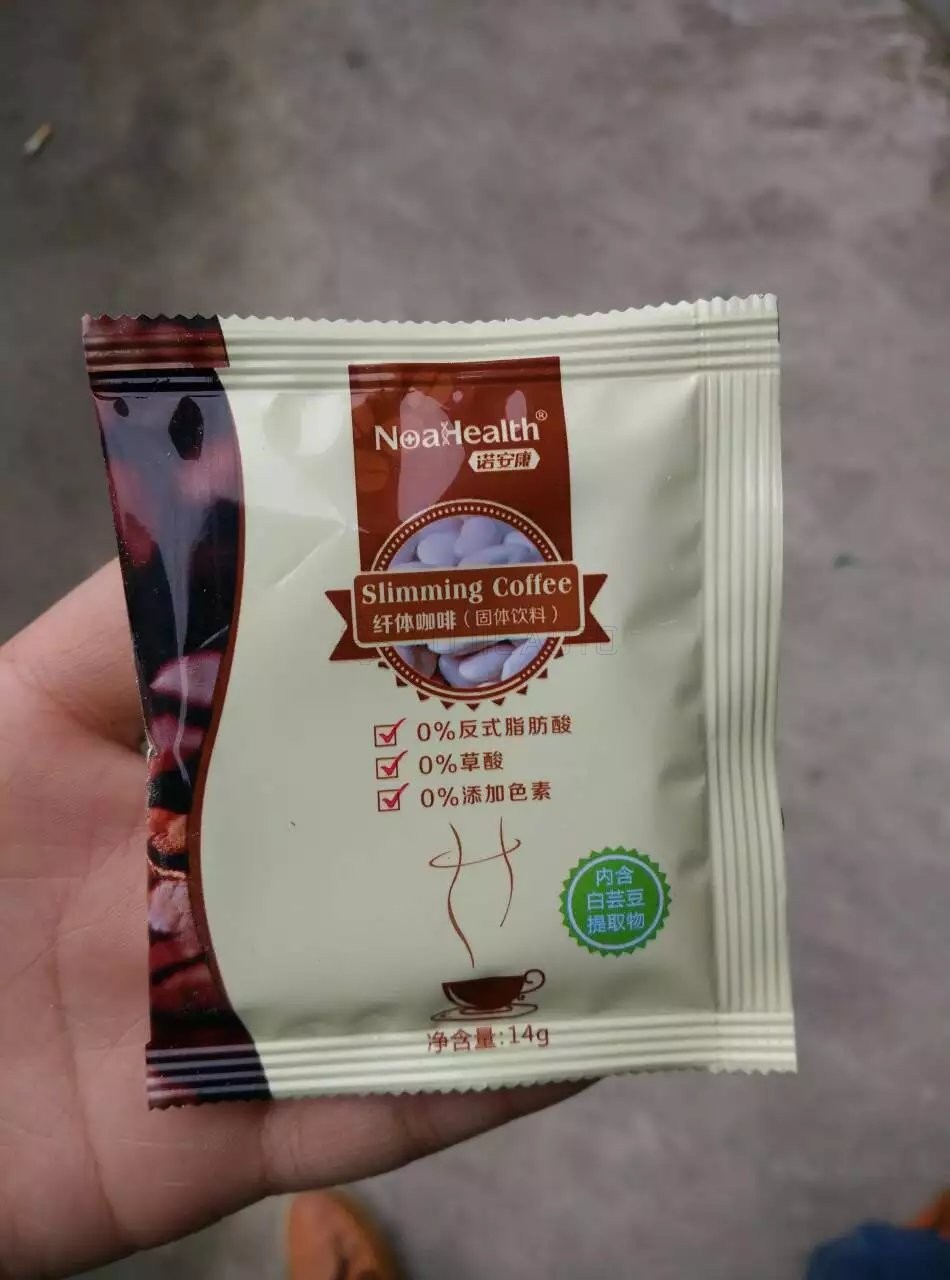 NoaHealth®
诺安康
Slimming Coffee
纤体咖啡（固体饮料）
0%反式脂肪酸
0%草酸
0%添加色素
内含
白芸豆
提取物
净含量:14g